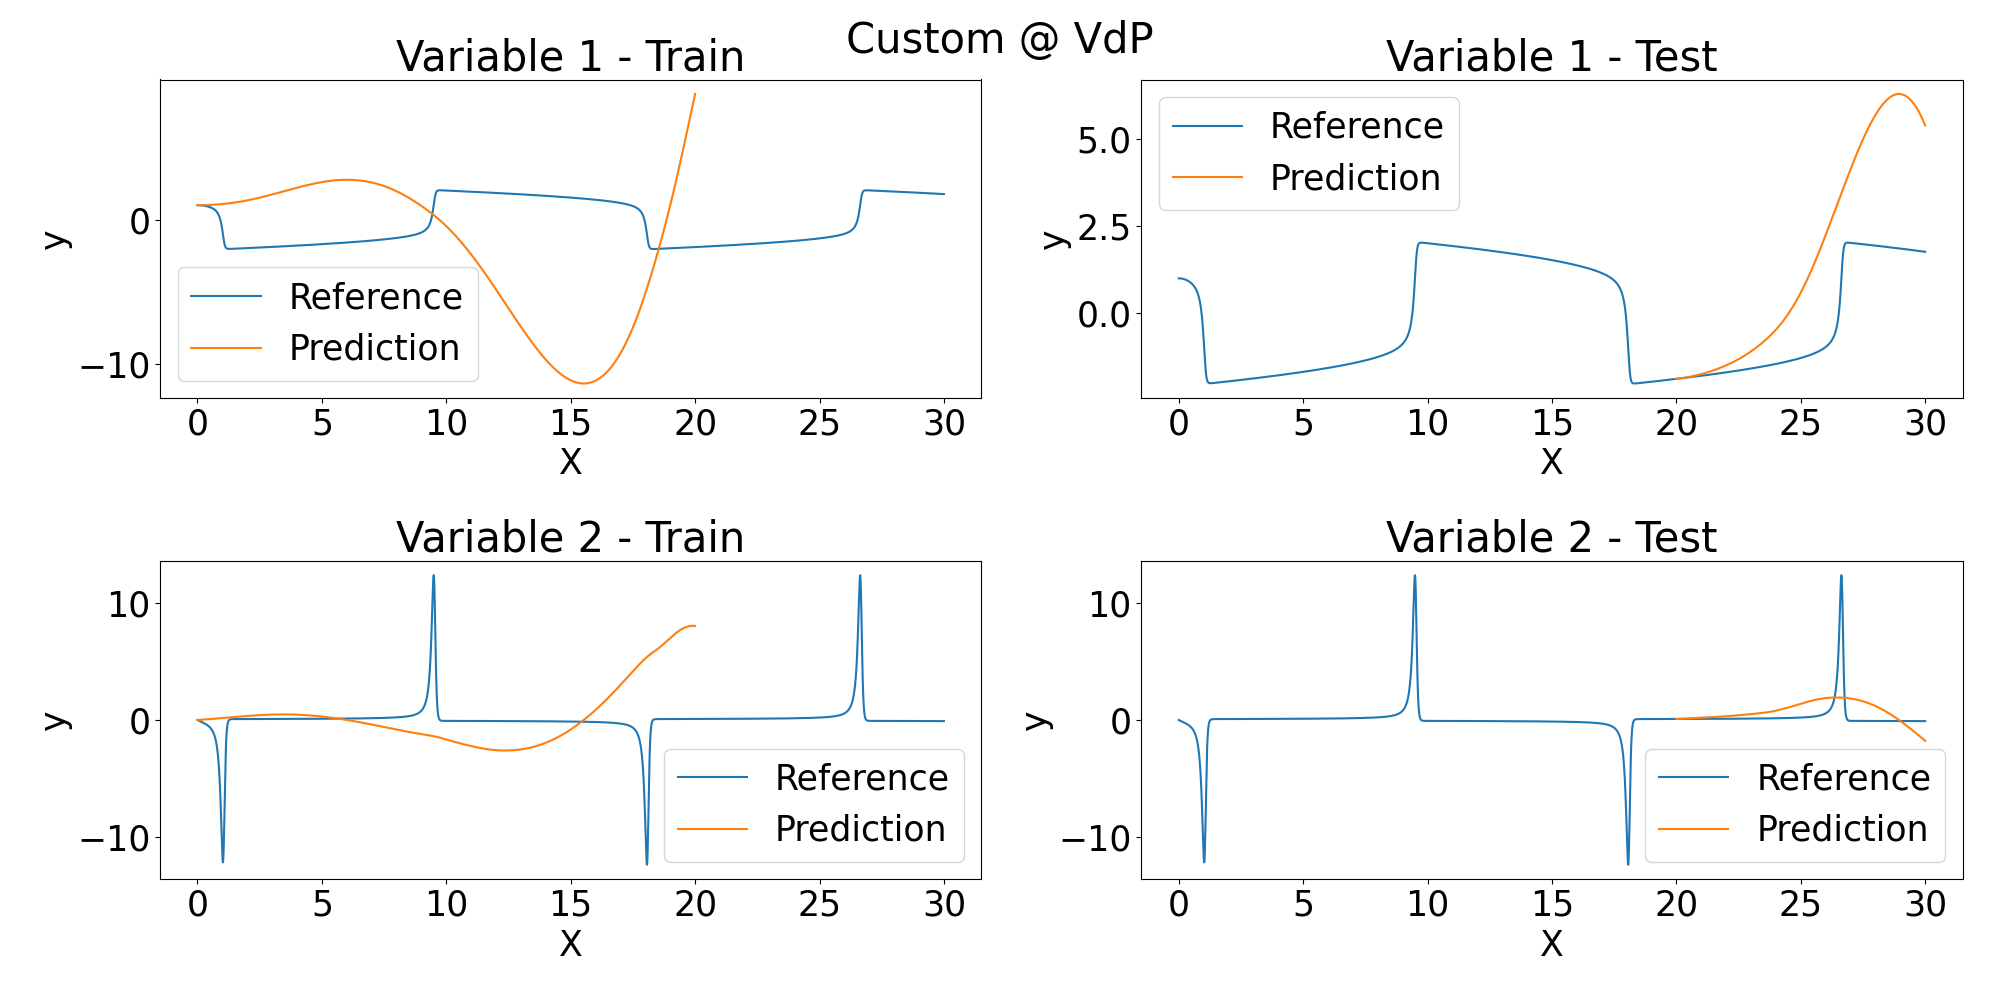 Custom @ VdP
Variable 1 - Train
y
0
−10
Reference
Prediction
0 5 10 15 20 25 30
X
Variable 1 - Test
y
5.0
2.5
0.0
Reference
Prediction
0 5 10 15 20 25 30
X
Variable 2 - Train
y
10
0
−10
Reference
Prediction
0 5 10 15 20 25 30
X
Variable 2 - Test
y
10
0
−10
Reference
Prediction
0 5 10 15 20 25 30
X